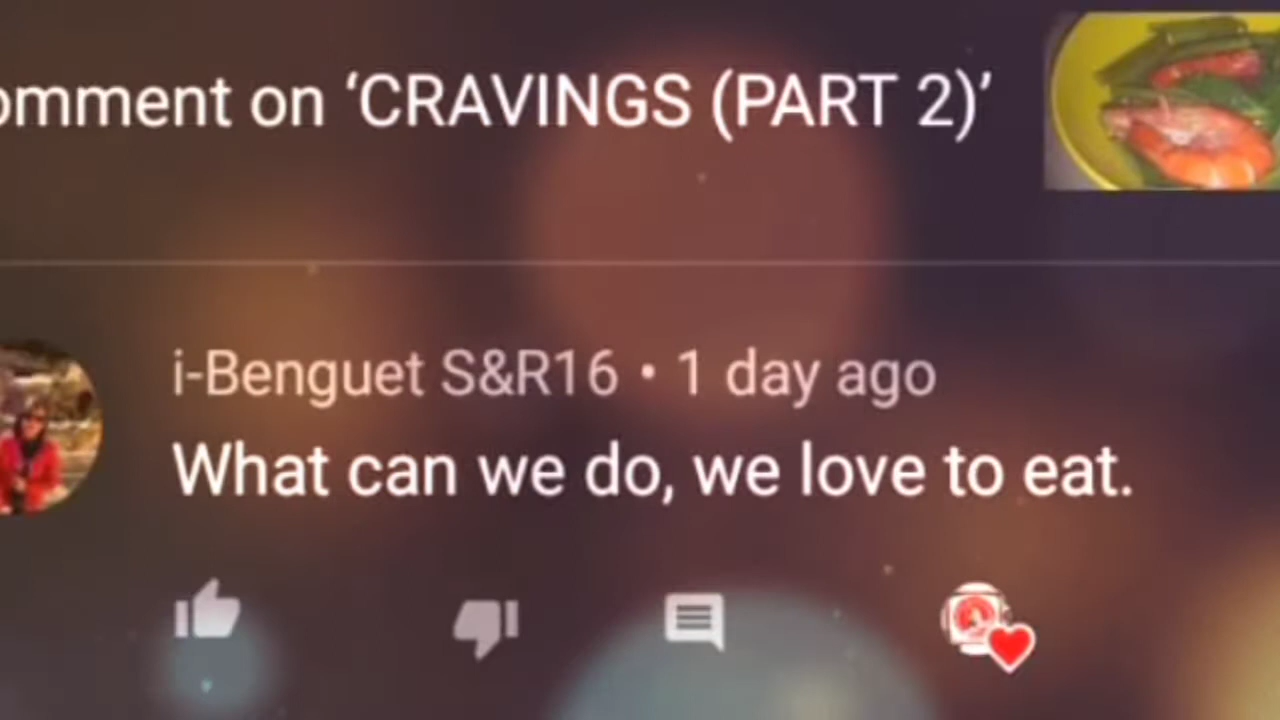 omment on ‘CRAVINGS (PART 2)’
i-Benguet S&R16 • 1 day ago
What can we do, we love to eat.